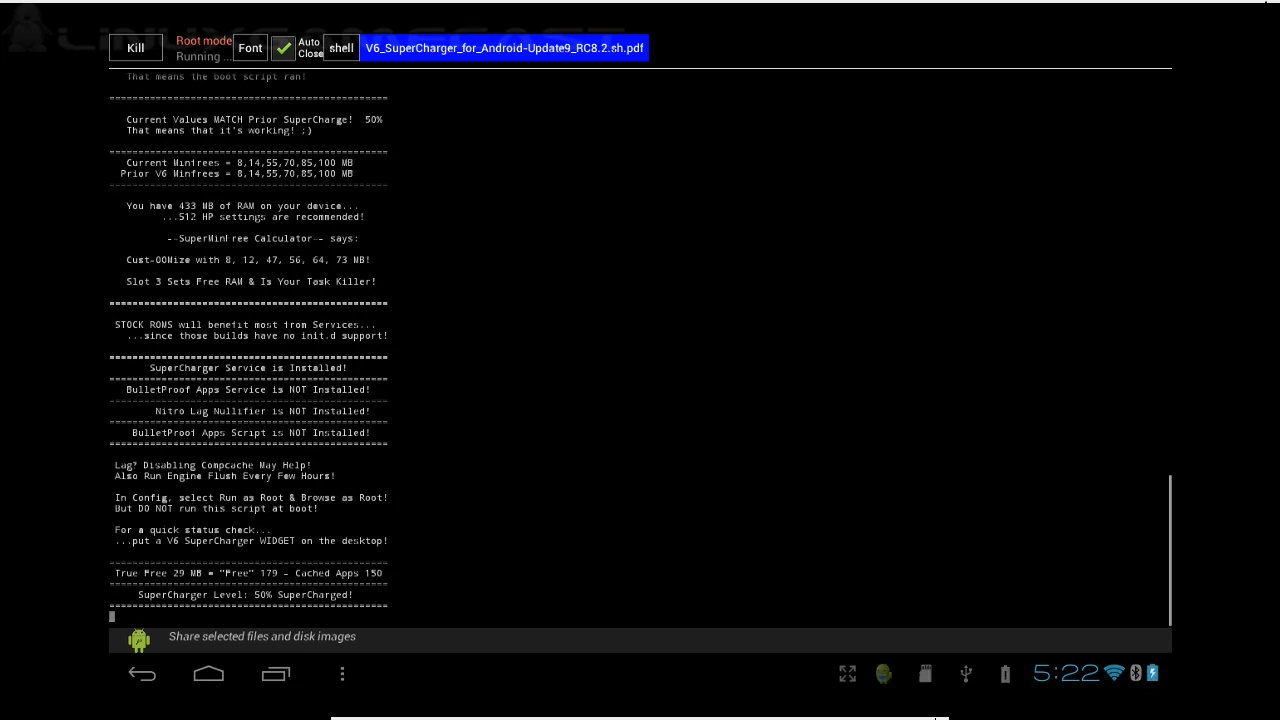 Kill
Root mode
Running ...
Font
Auto
Close
shell
V6_SuperCharger_for_Android-Update9_RC8.2.sh.pdf
That means the boot script ran!
================================================
Current Values MATCH Prior SuperCharge!  50%
That means that it's working! ;)
================================================
Current Minfrees = 8,14,55,70,85,100 MB
Prior V6 Minfrees = 8,14,55,70,85,100 MB
------------------------------------------------
You have 433 MB of RAM on your device...
...512 HP settings are recommended!
--SuperMinFree Calculator-- says:
Cust-OOMize with 8, 12, 47, 56, 64, 73 MB!
Slot 3 Sets Free RAM & Is Your Task Killer!
================================================
STOCK ROMS will benefit most from Services...
...since those builds have no init.d support!
================================================
SuperCharger Service is Installed!
================================================
BulletProof Apps Service is NOT Installed!
------------------------------------------------
Nitro Lag Nullifier is NOT Installed!
================================================
BulletProof Apps Script is NOT Installed!
================================================
Lag? Disabling Compcache May Help!
Also Run Engine Flush Every Few Hours!
In Config, select Run as Root & Browse as Root!
But DO NOT run this script at boot!
For a quick status check...
...put a V6 SuperCharger WIDGET on the desktop!
================================================
True Free 29 MB = "Free" 179 - Cached Apps 150
================================================
SuperCharger Level: 50% SuperCharged!
================================================
Share selected files and disk images
5:22